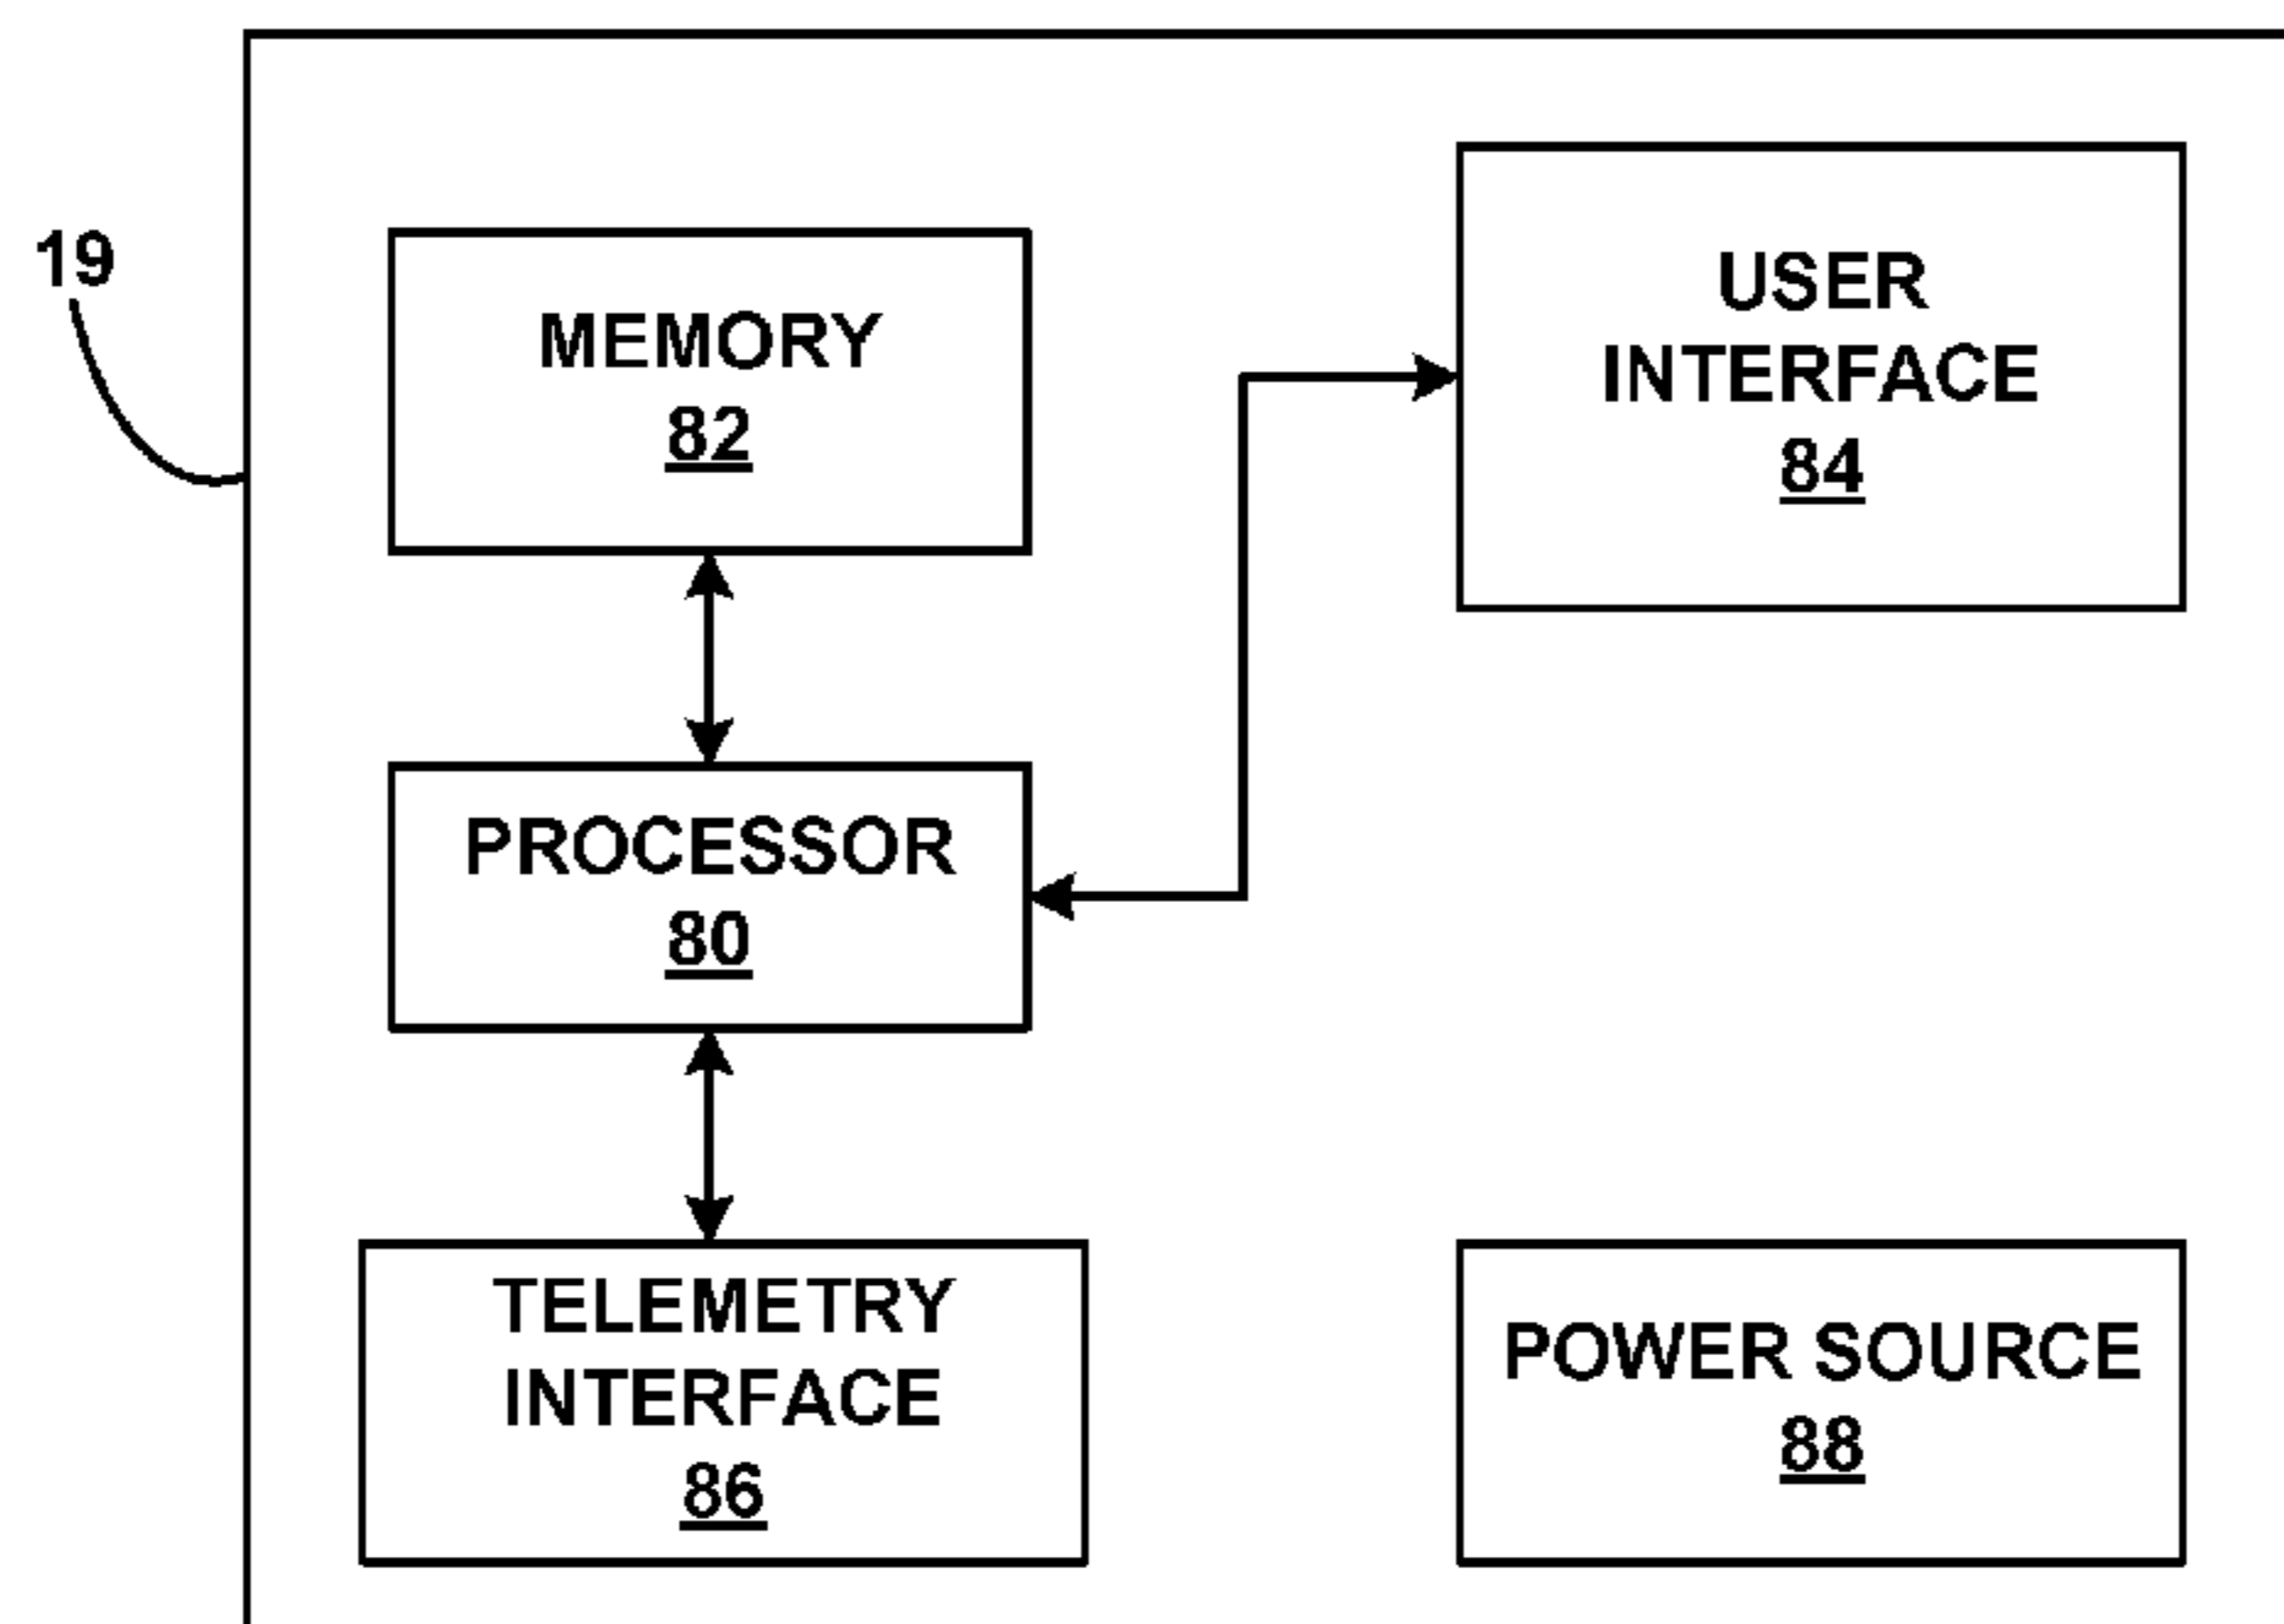 19
MEMORY
82
USER
INTERFACE
84
PROCESSOR
80
TELEMETRY
INTERFACE
86
POWER SOURCE
88